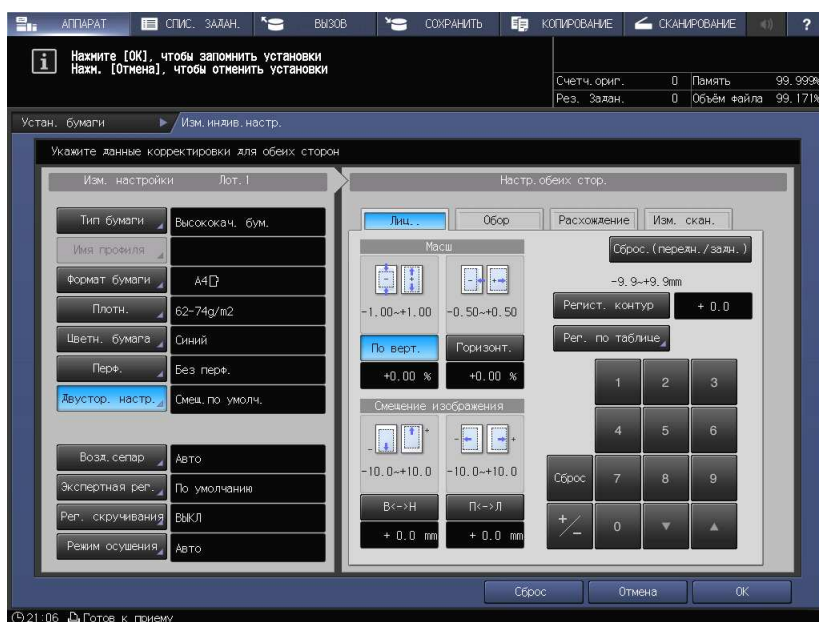 АППАРАТ
СПИС. ЗАДАН.
ВЫЗОВ
СОХРАНИТЬ
КОПИРОВАНИЕ
СКАНИРОВАНИЕ
?
Нажмите [OK], чтобы запомнить установки
Нажм. [Отмена], чтобы отменить установки
Счетч.ориг. 0 Память 99.999%
Рез. Задан. 0 Объём файла 99.171%
Устан. бумаги
Изм.индив.настр.
Укажите данные корректировки для обеих сторон
Изм. настройки Лот.1
Тип бумаги Высококач. бум.
Имя профиля
Формат бумаги A4
Плотн. 62-74g/m2
Цветн. бумага Синий
Перф. Без перф.
Двустор. настр. Смещ.по умолч.
Возд.сепар Авто
Экспертная рег. По умолчанию
Рег. скручивания ВЫКЛ
Режим осушения Авто
Настр.обеих стор.
Лиц..
Обор
Расхождение
Изм. скан.
Масш
-1.00~+1.00 -0.50~+0.50
По верт. Горизонт.
+0.00 % +0.00 %
Смещение изображения
- + - +
-10.0~+10.0 -10.0~+10.0
В<->Н П<->Л
+ 0.0 mm + 0.0 mm
Сброс.(передн./задн.)
-9.9~+9.9mm
Регист. контур + 0.0
Рег. по таблице
1 2 3
4 5 6
Сброс 7 8 9
+/- 0 ▼ ▲
Сброс
Отмена
OK
21:06 Готов к приему